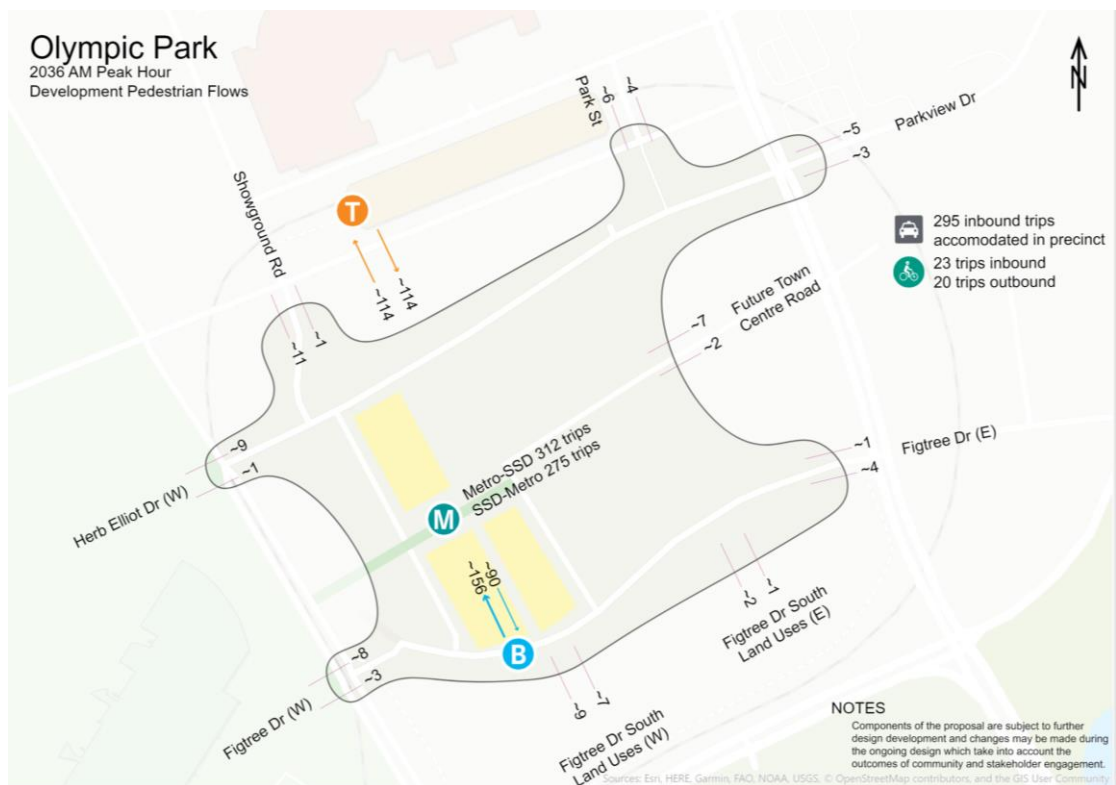 Olympic Park
2036 AM Peak Hour
Development Pedestrian Flows
N
Park St
~6
~4
~5
~3
Parkview Dr
Showground Rd
T
~114
~114
~11
~1
295 inbound trips
accomodated in precinct
23 trips inbound
20 trips outbound
~7
~2
Future Town
Centre Road
~9
~1
Herb Elliot Dr (W)
Metro-SSD 312 trips
SSD-Metro 275 trips
M
~1
~4
Figtree Dr (E)
~156
~90
B
~2
~1
Figtree Dr South
Land Uses (E)
~8
~3
Figtree Dr (W)
~9
~7
Figtree Dr South
Land Uses (W)
NOTES
Components of the proposal are subject to further
design development and changes may be made during
the ongoing design which take into account the
outcomes of community and stakeholder engagement.
Sources: Esri, HERE, Garmin, FAO, NOAA, USGS, © OpenStreetMap contributors, and the GIS User Community